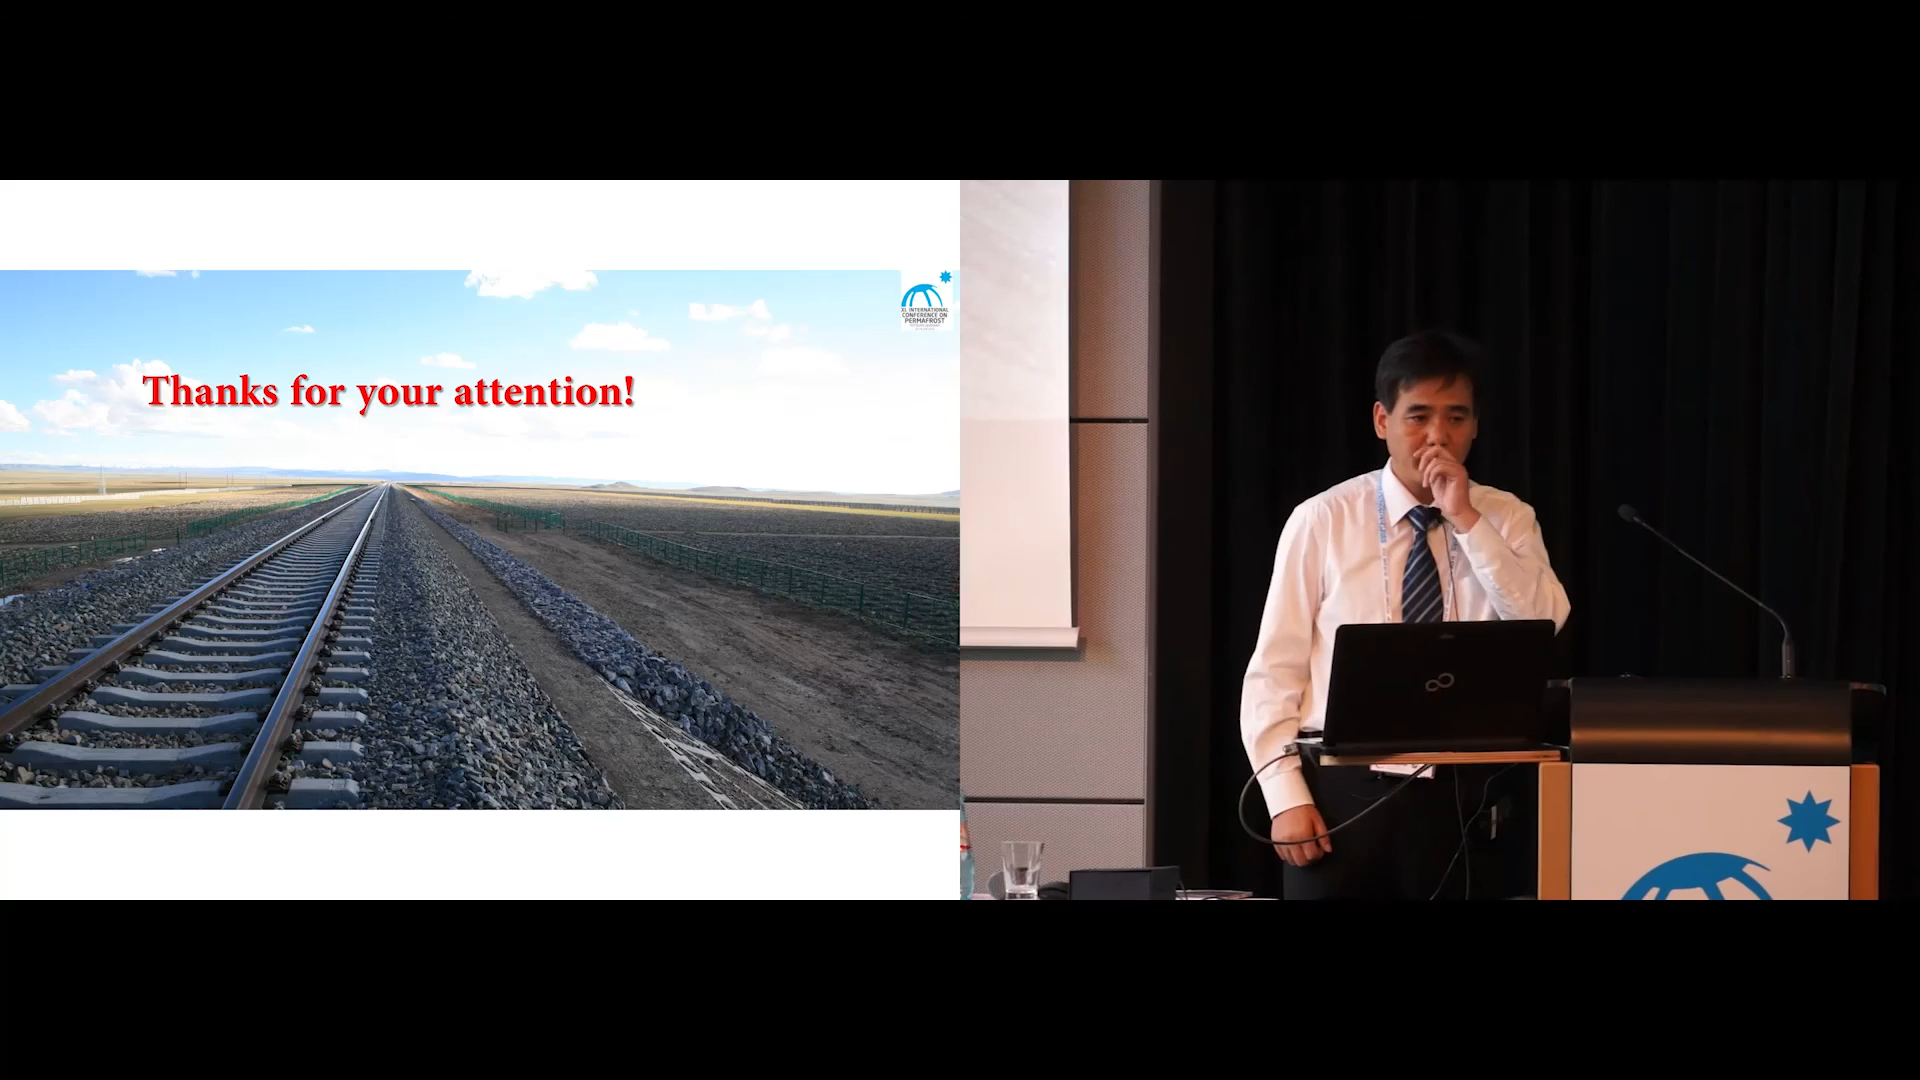 Thanks for your attention!
XI. INTERNATIONAL
CONFERENCE ON
PERMAFROST